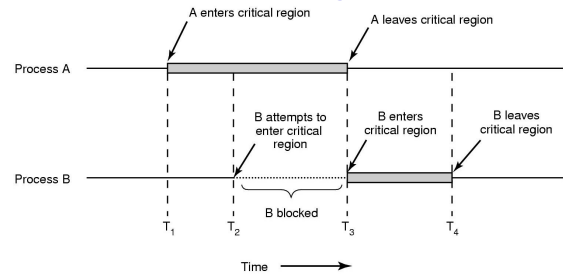 A enters critical region
A leaves critical region
Process A
B attempts to
enter critical
region
B enters
critical region
B leaves
critical region
Process B
B blocked
T1
T2
T3
T4
Time